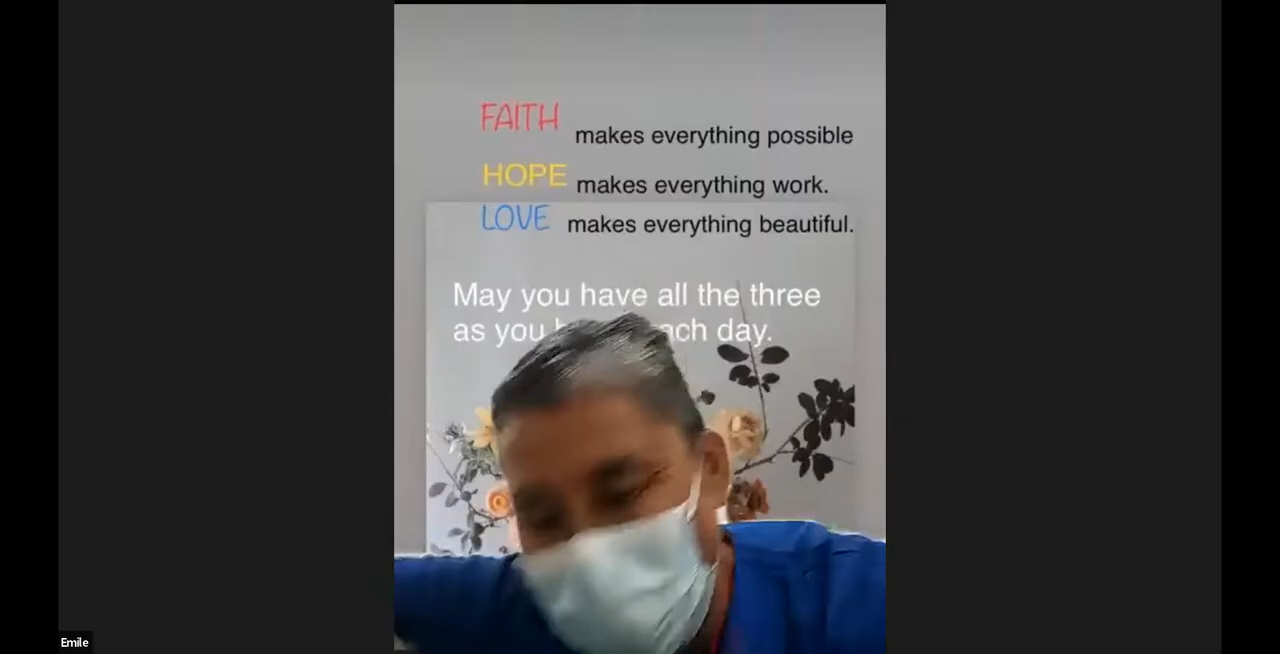 FAITH makes everything possible
HOPE makes everything work.
LOVE makes everything beautiful.
May you have all the three
as you each day.
Emile